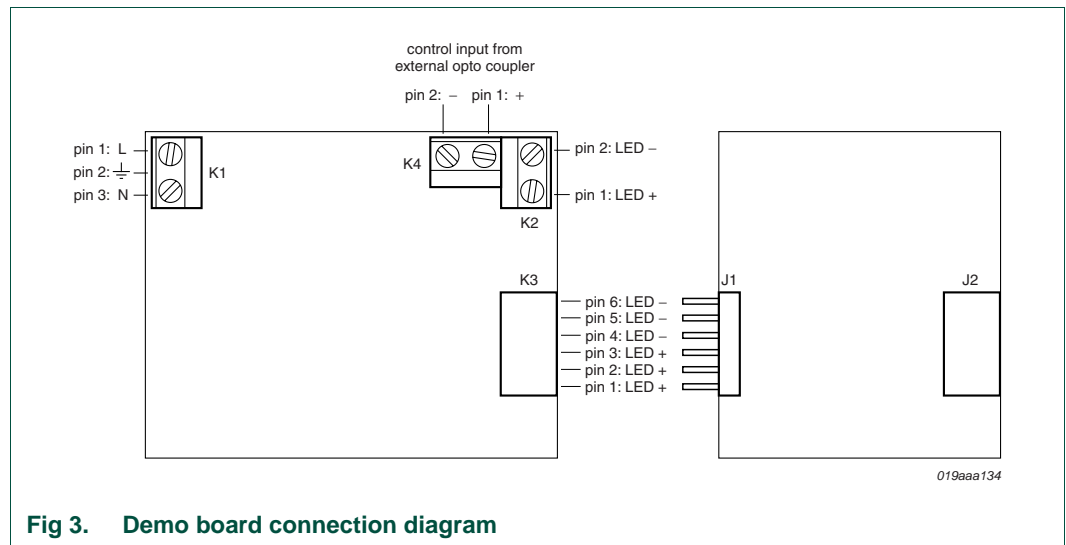 control input from
external opto coupler
pin 2: − pin 1: +
pin 1: L
pin 2:
pin 3: N
K1
K4
pin 2: LED −
pin 1: LED +
K2
K3
J1
J2
pin 6: LED −
pin 5: LED −
pin 4: LED −
pin 3: LED +
pin 2: LED +
pin 1: LED +
019aaa134
Fig 3. Demo board connection diagram